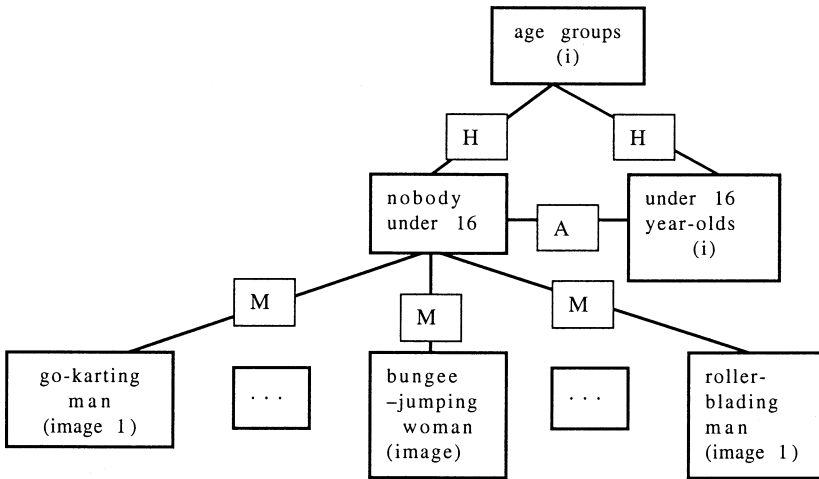 age groups
(i)
H
H
nobody
under 16
A
under 16
year-olds
(i)
M
M
M
go-karting
man
(image 1)
...
bungee
–jumping
woman
(image)
...
roller-
blading
man
(image 1)